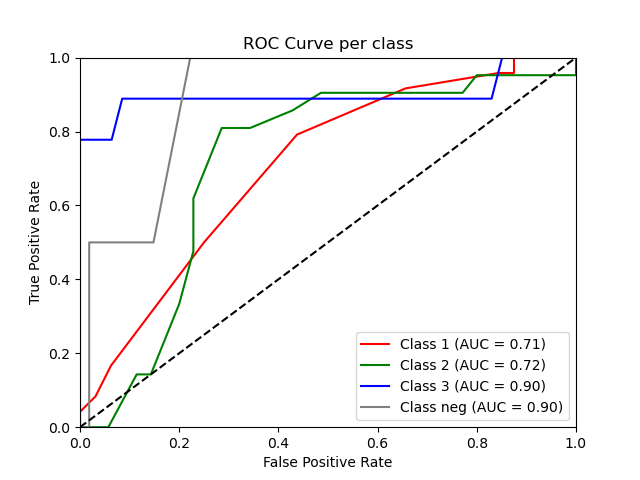 ROC Curve per class
True Positive Rate
1.0
0.8
0.6
0.4
0.2
0.0
Class 1 (AUC = 0.71)
Class 2 (AUC = 0.72)
Class 3 (AUC = 0.90)
Class neg (AUC = 0.90)
0.0 0.2 0.4 0.6 0.8 1.0
False Positive Rate